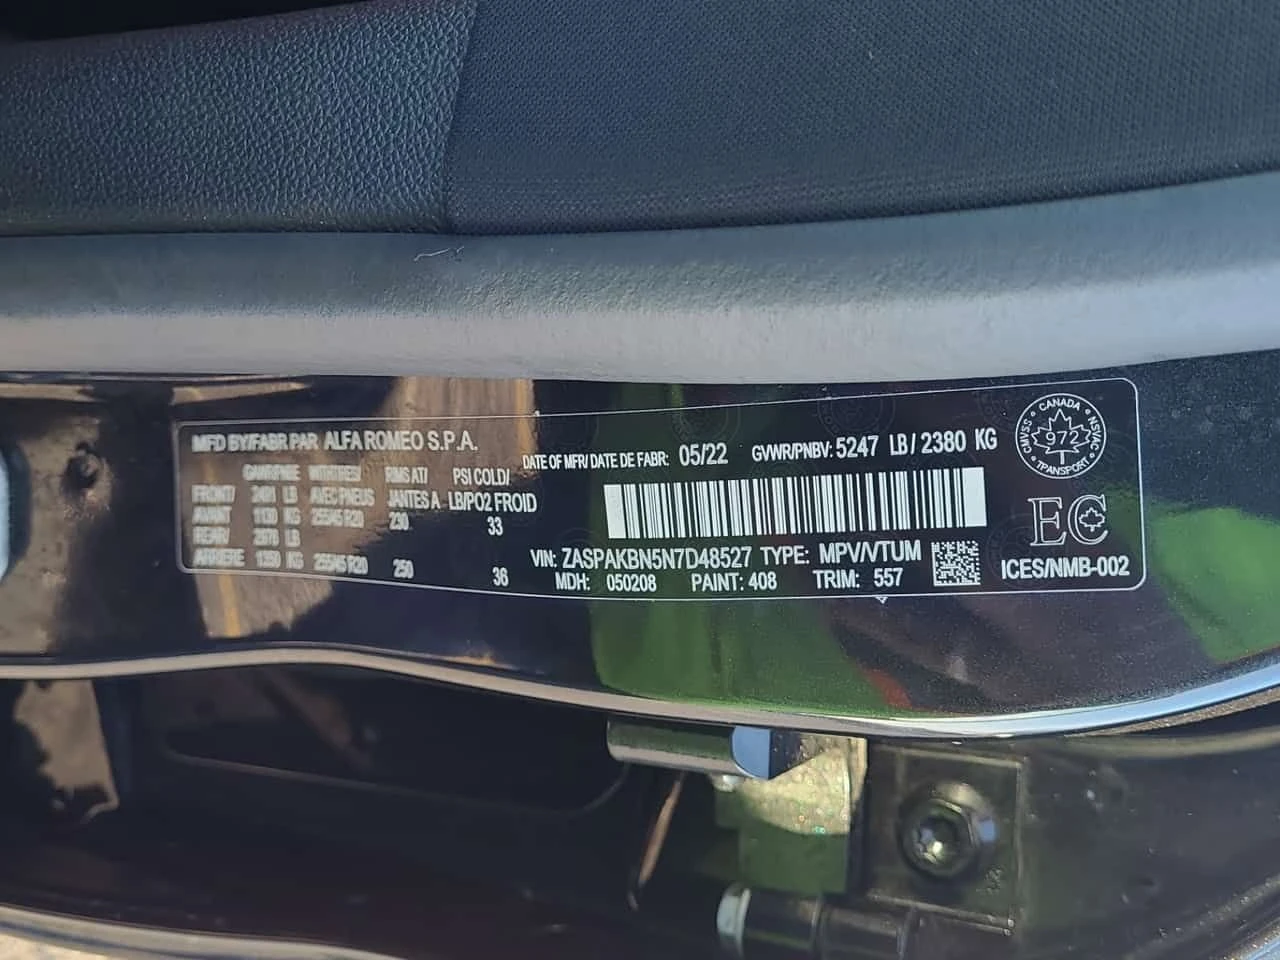 MFD BY/FABR PAR ALFA ROMEO S.P.A.
DATE OF MFR/ DATE DE FABR: 05/22 GVWR/PNBV: 5247 LB / 2380 KG
GAWR/PNBE WITH TIRES/ RIMS AT/ PSI COLD/
FRONT/ 2491 LB AVEC PNEUS JANTES A LB/PO2 FROID
AVANT 1130 KG 255/45 R20 230 33
REAR/ 2976 LB
ARRIERE 1350 KG 255/45 R20 250 36
VIN: ZASPAKBN5N7D48527 TYPE: MPV/VTUM
MDH: 050208 PAINT: 408 TRIM: 557
CANADA
CMVSS 972 NSVAC
TRANSPORT
EC
ICES/NMB-002